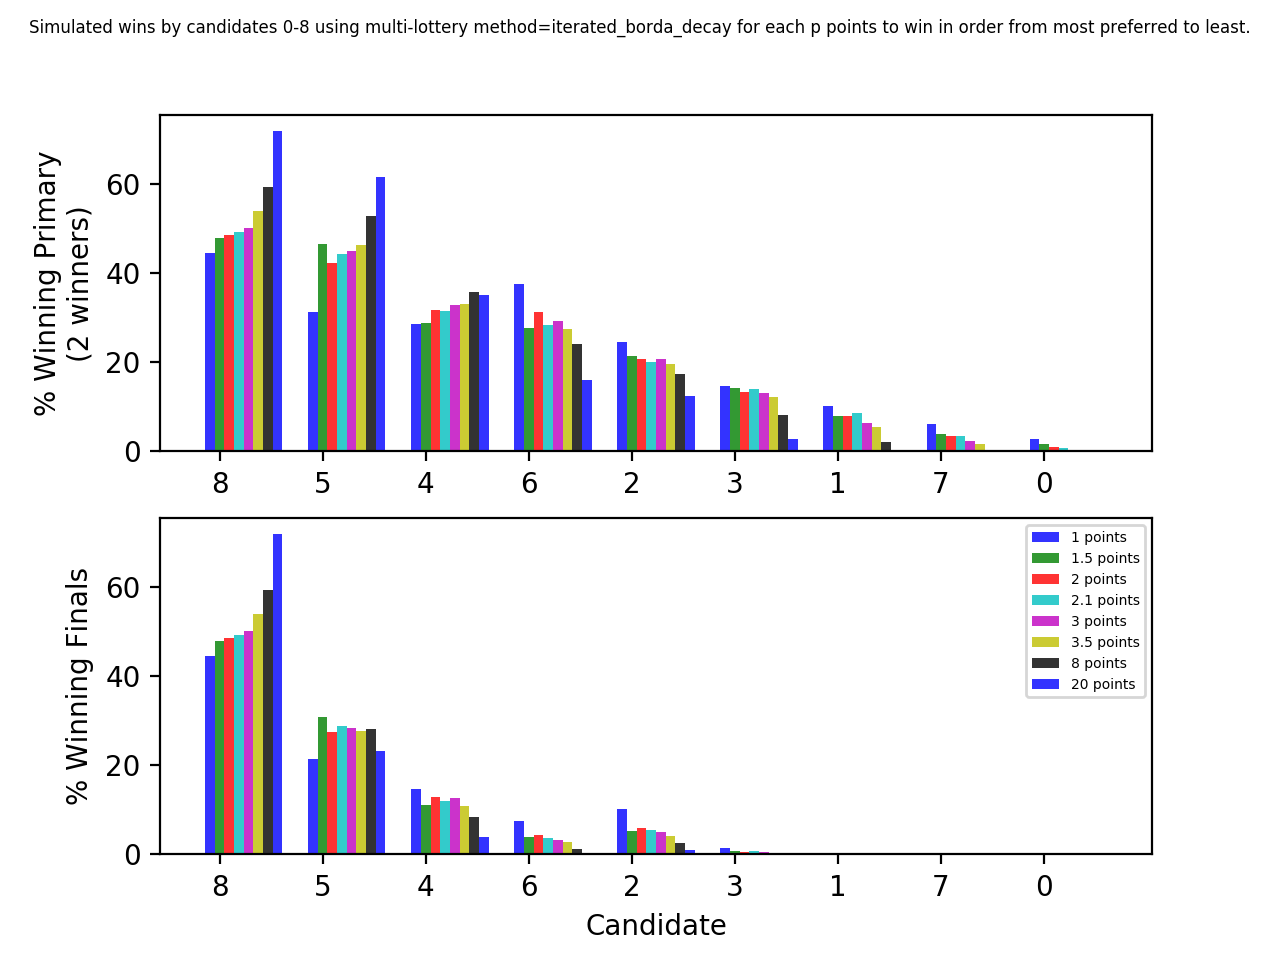 Simulated wins by candidates 0-8 using multi-lottery method=iterated_borda_decay for each p points to win in order from most preferred to least.
% Winning Primary
(2 winners)
60
40
20
0
8 5 4 6 2 3 1 7 0
% Winning Finals
60
40
20
0
1 points
1.5 points
2 points
2.1 points
3 points
3.5 points
8 points
20 points
8 5 4 6 2 3 1 7 0
Candidate